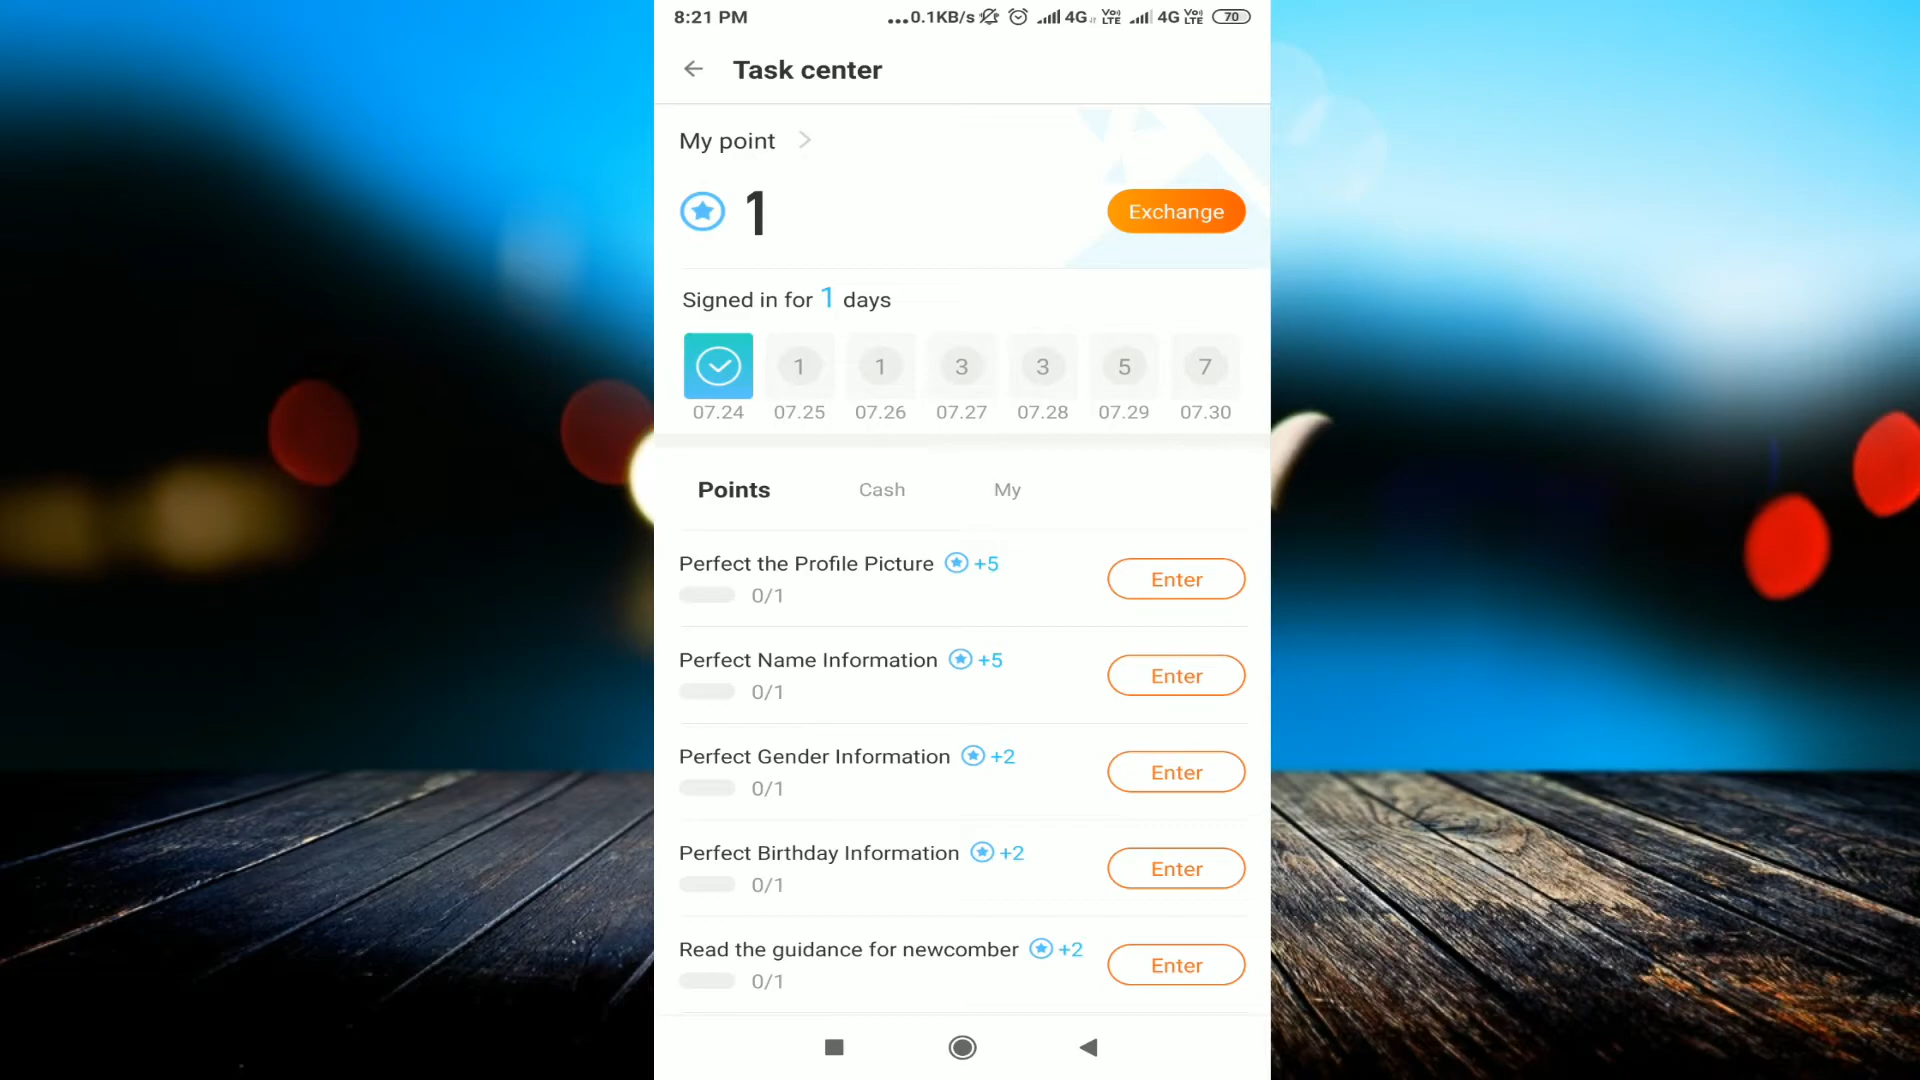 8:21 PM
...0.1KB/s 4G Vo) LTE 4G Vo) LTE 70
Task center
My point
1
Exchange
Signed in for 1 days
1 1 3 3 5 7
07.24 07.25 07.26 07.27 07.28 07.29 07.30
Points Cash My
Perfect the Profile Picture +5
0/1
Enter
Perfect Name Information +5
0/1
Enter
Perfect Gender Information +2
0/1
Enter
Perfect Birthday Information +2
0/1
Enter
Read the guidance for newcomber +2
0/1
Enter